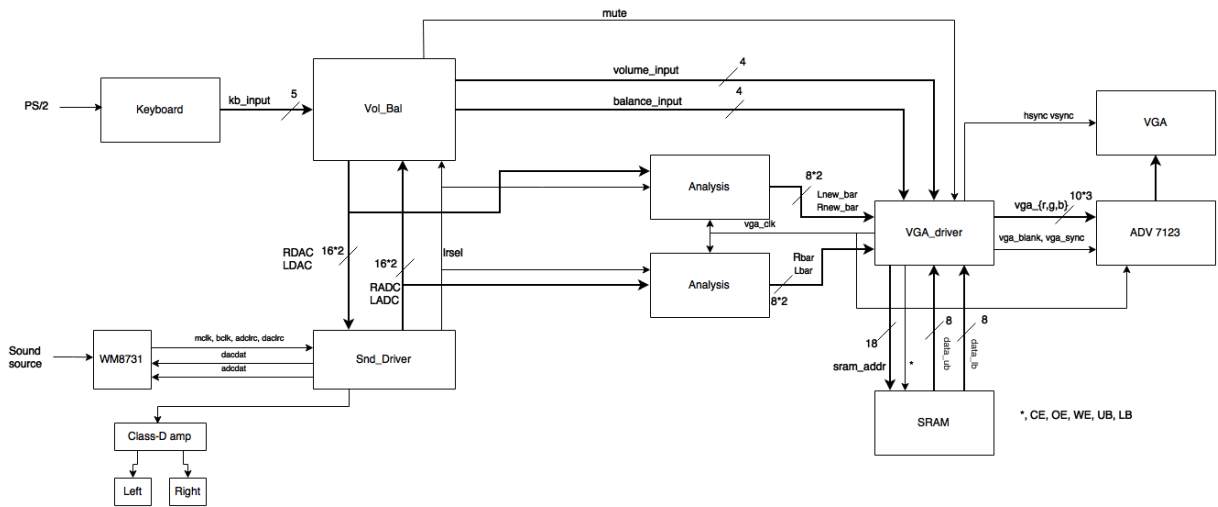 mute
volume_input
4
PS/2
Keyboard
kb_input
5
Vol_Bal
balance_input
4
hsync vsync
VGA
Analysis
8*2
Lnew_bar
Rnew_bar
vga_clk
VGA_driver
vga_{r,g,b}
10*3
vga_blank, vga_sync
ADV 7123
RDAC
LDAC
16*2
16*2
RADC
LADC
lrsel
Analysis
Rbar
Lbar
8*2
18
sram_addr
*
8
data_ub
8
data_lb
Sound
source
WM8731
mclk, bclk, adclrc, daclrc
dacdat
adcdat
Snd_Driver
SRAM
*, CE, OE, WE, UB, LB
Class-D amp
Left
Right